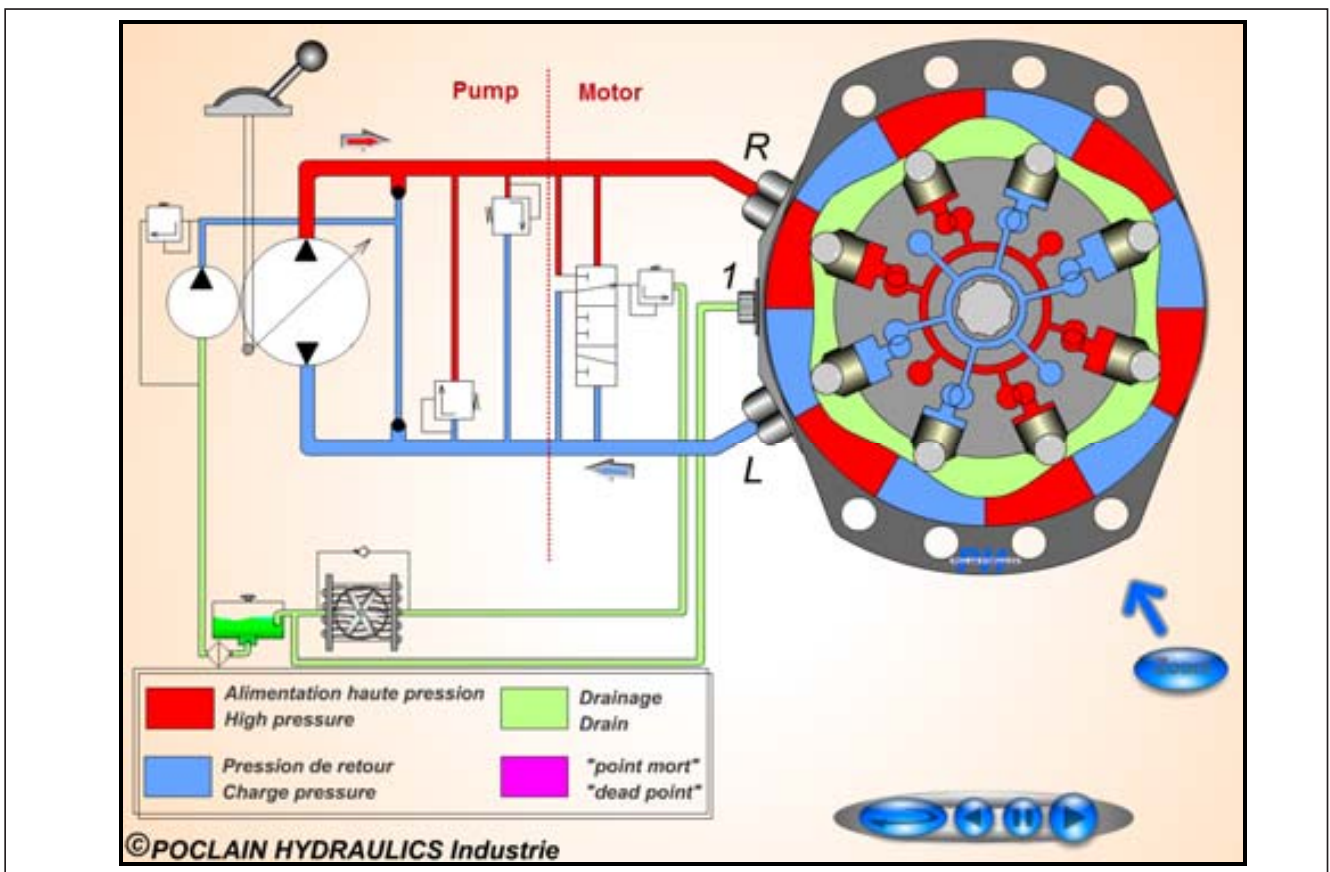 Pump
Motor
R
1
L
Alimentation haute pression
High pressure
Drainage
Drain
Pression de retour
Charge pressure
"point mort"
"dead point"
©POCLAIN HYDRAULICS Industrie